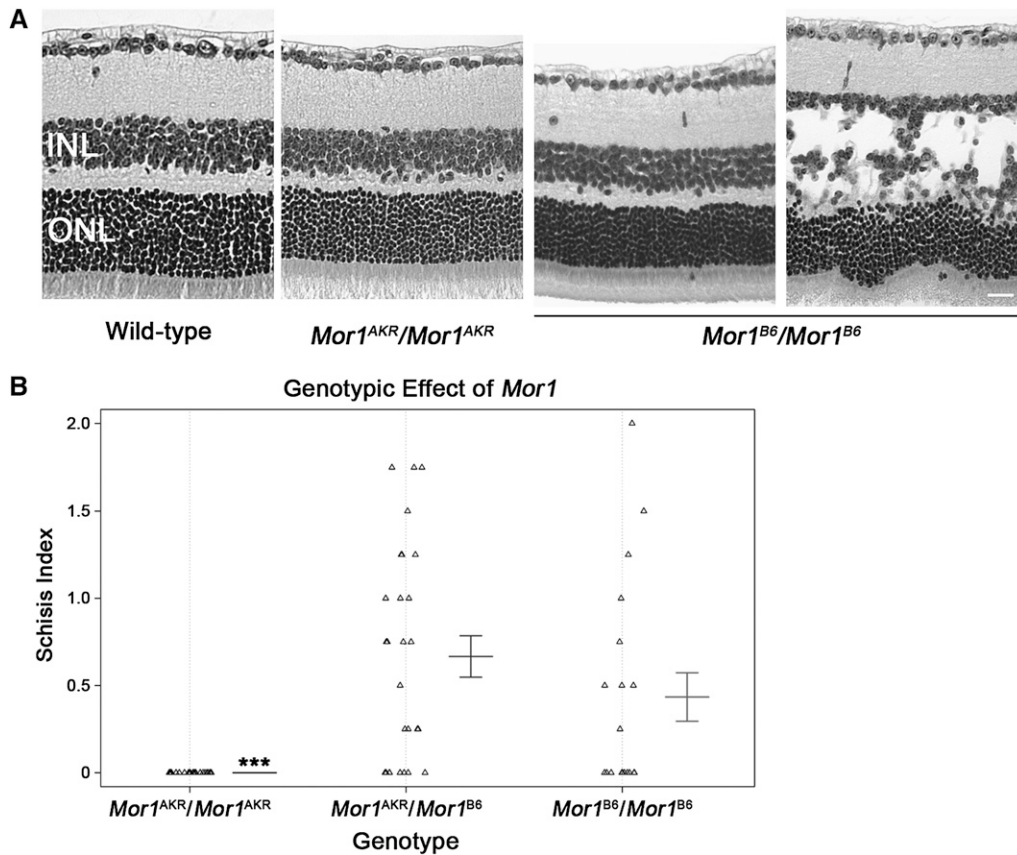 A
INL
ONL
Wild-type
Mor1AKR/Mor1AKR
Mor1B6/Mor1B6
B
Genotypic Effect of Mor1
2.0
1.5
1.0
0.5
0
Schisis Index
***
Mor1AKR/Mor1AKR
Mor1AKR/Mor1B6
Mor1B6/Mor1B6
Genotype